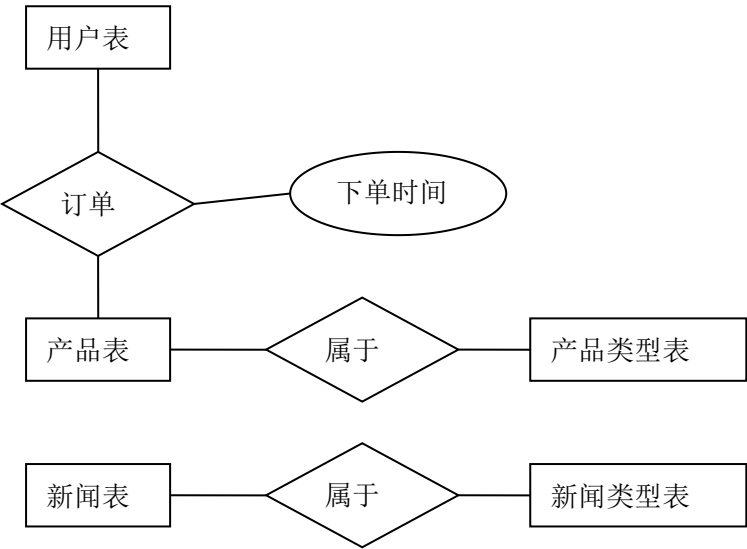 用户表
订单
下单时间
产品表
属于
产品类型表
新闻表
属于
新闻类型表